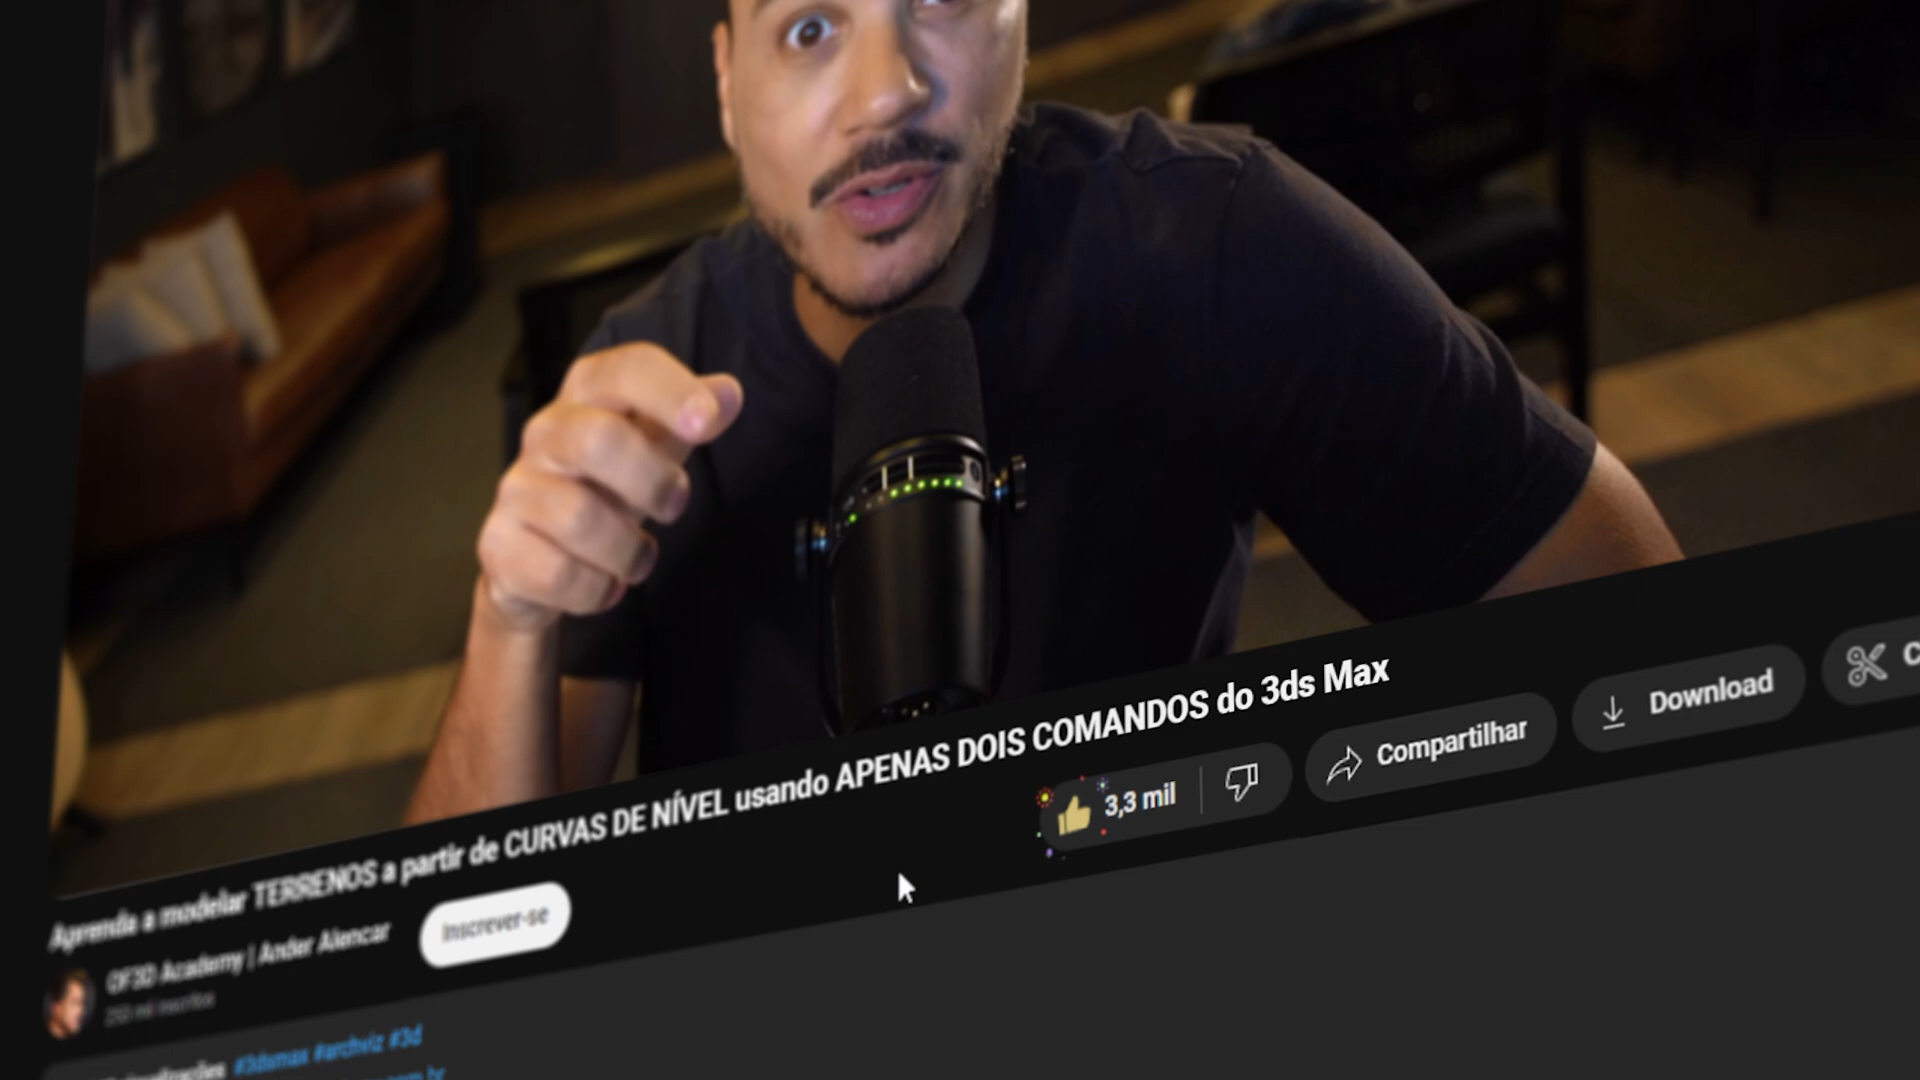 Aprenda a modelar TERRENOS a partir de CURVAS DE NÍVEL usando APENAS DOIS COMANDOS do 3ds Max
3,3 mil
Compartilhar
Download
OF3D Academy | Ander Alencar
Inscrever-se
#3dsmax #archviz #3d